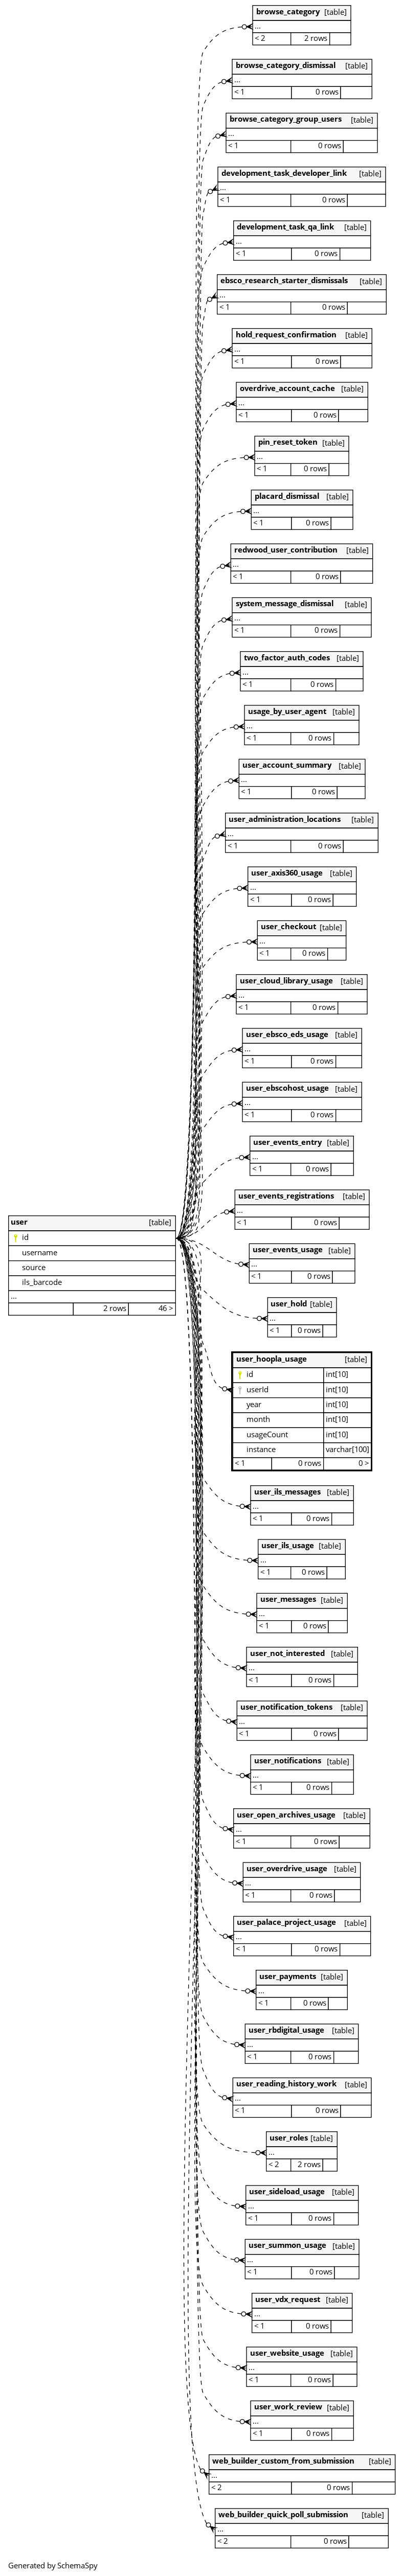 browse_category [table]
...
< 2 2 rows
browse_category_dismissal [table]
...
< 1 0 rows
browse_category_group_users [table]
...
< 1 0 rows
development_task_developer_link [table]
...
< 1 0 rows
development_task_qa_link [table]
...
< 1 0 rows
ebsco_research_starter_dismissals [table]
...
< 1 0 rows
hold_request_confirmation [table]
...
< 1 0 rows
overdrive_account_cache [table]
...
< 1 0 rows
pin_reset_token [table]
...
< 1 0 rows
placard_dismissal [table]
...
< 1 0 rows
redwood_user_contribution [table]
...
< 1 0 rows
system_message_dismissal [table]
...
< 1 0 rows
two_factor_auth_codes [table]
...
< 1 0 rows
usage_by_user_agent [table]
...
< 1 0 rows
user_account_summary [table]
...
< 1 0 rows
user_administration_locations [table]
...
< 1 0 rows
user_axis360_usage [table]
...
< 1 0 rows
user_checkout [table]
...
< 1 0 rows
user_cloud_library_usage [table]
...
< 1 0 rows
user_ebsco_eds_usage [table]
...
< 1 0 rows
user_ebscohost_usage [table]
...
< 1 0 rows
user_events_entry [table]
...
< 1 0 rows
user_events_registrations [table]
...
< 1 0 rows
user [table]
id
username
source
ils_barcode
...
2 rows 46 >
user_events_usage [table]
...
< 1 0 rows
user_hold [table]
...
< 1 0 rows
user_hoopla_usage [table]
id int[10]
userId int[10]
year int[10]
month int[10]
usageCount int[10]
instance varchar[100]
< 1 0 rows 0 >
user_ils_messages [table]
...
< 1 0 rows
user_ils_usage [table]
...
< 1 0 rows
user_messages [table]
...
< 1 0 rows
user_not_interested [table]
...
< 1 0 rows
user_notification_tokens [table]
...
< 1 0 rows
user_notifications [table]
...
< 1 0 rows
user_open_archives_usage [table]
...
< 1 0 rows
user_overdrive_usage [table]
...
< 1 0 rows
user_palace_project_usage [table]
...
< 1 0 rows
user_payments [table]
...
< 1 0 rows
user_rbdigital_usage [table]
...
< 1 0 rows
user_reading_history_work [table]
...
< 1 0 rows
user_roles [table]
...
< 2 2 rows
user_sideload_usage [table]
...
< 1 0 rows
user_summon_usage [table]
...
< 1 0 rows
user_vdx_request [table]
...
< 1 0 rows
user_website_usage [table]
...
< 1 0 rows
user_work_review [table]
...
< 1 0 rows
web_builder_custom_from_submission [table]
...
< 2 0 rows
web_builder_quick_poll_submission [table]
...
< 2 0 rows
Generated by SchemaSpy